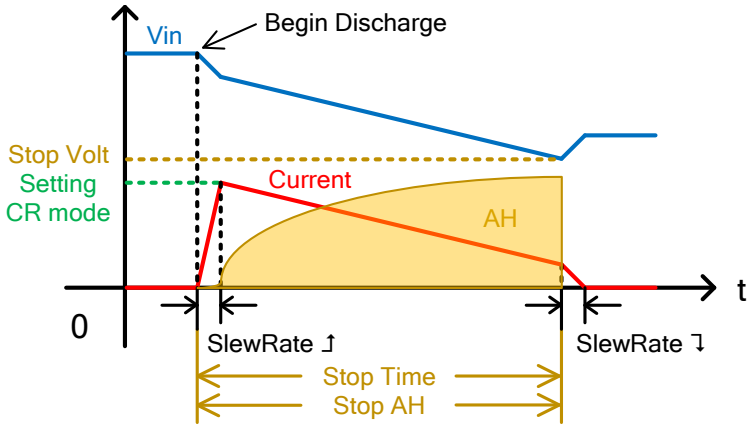 Begin Discharge
Vin
Stop Volt
Setting
CR mode
Current
AH
t
0
SlewRate
SlewRate
Stop Time
Stop AH